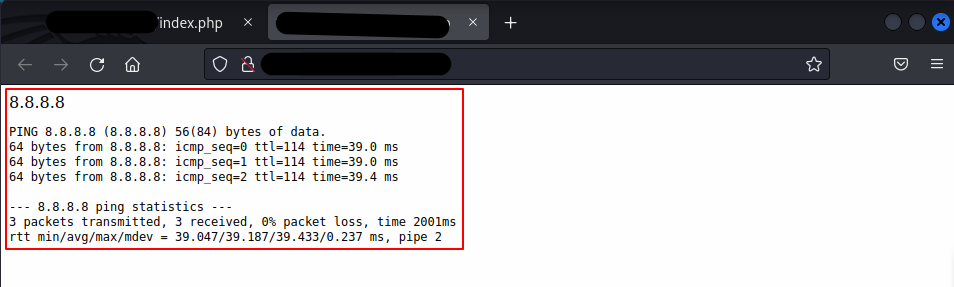 /index.php
8.8.8.8
PING 8.8.8.8 (8.8.8.8) 56(84) bytes of data.
64 bytes from 8.8.8.8: icmp_seq=0 ttl=114 time=39.0 ms
64 bytes from 8.8.8.8: icmp_seq=1 ttl=114 time=39.0 ms
64 bytes from 8.8.8.8: icmp_seq=2 ttl=114 time=39.4 ms
--- 8.8.8.8 ping statistics ---
3 packets transmitted, 3 received, 0% packet loss, time 2001ms
rtt min/avg/max/mdev = 39.047/39.187/39.433/0.237 ms, pipe 2